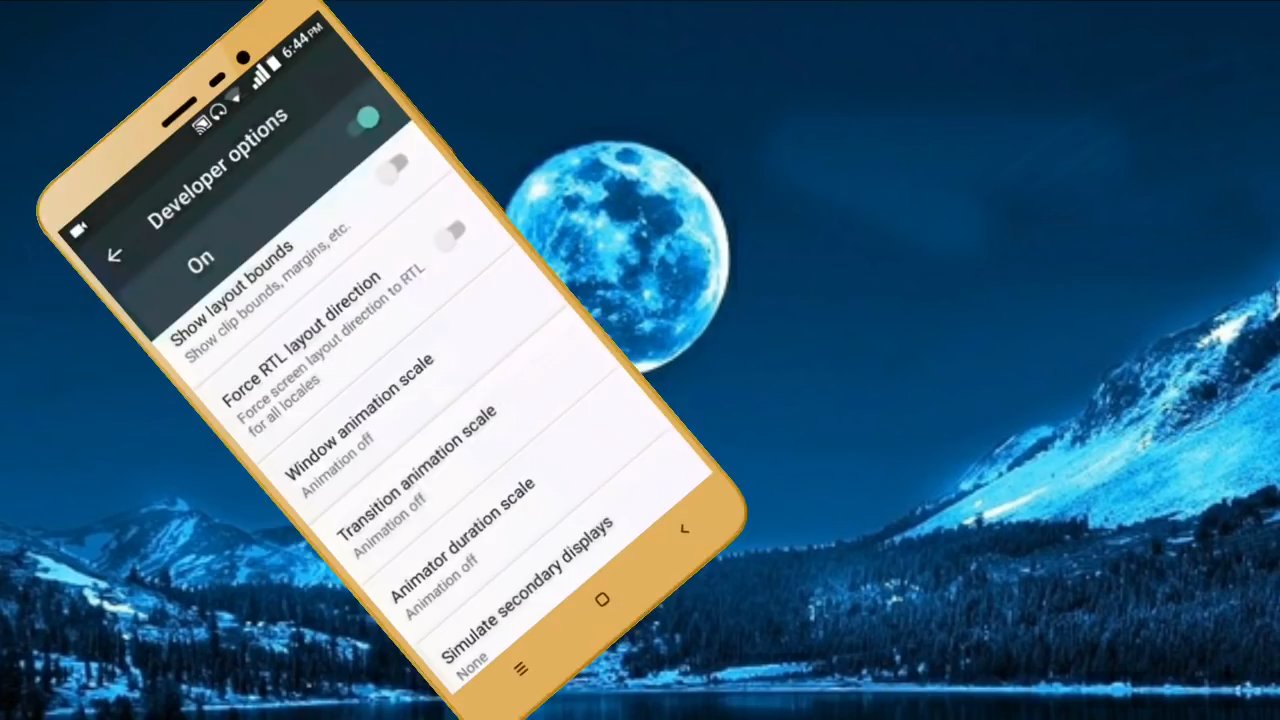 6:44 PM
Developer options
On
Show layout bounds
Show clip bounds, margins, etc.
Force RTL layout direction
Force screen layout direction to RTL
for all locales
Window animation scale
Animation off
Transition animation scale
Animation off
Animator duration scale
Animation off
Simulate secondary displays
None